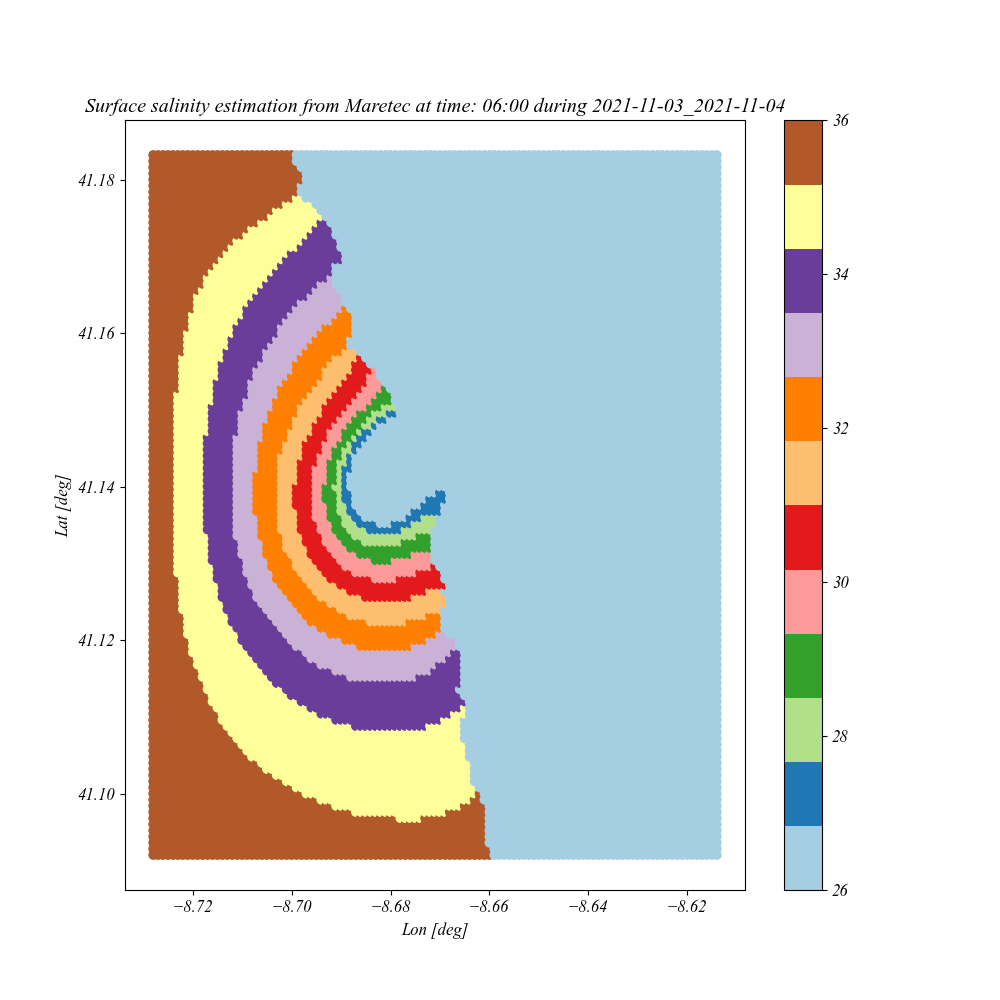 Surface salinity estimation from Maretec at time: 06:00 during 2021-11-03_2021-11-04
36
41.18
34
41.16
32
41.14
Lat [deg]
30
41.12
28
41.10
26
−8.72 −8.70 −8.68 −8.66 −8.64 −8.62
Lon [deg]